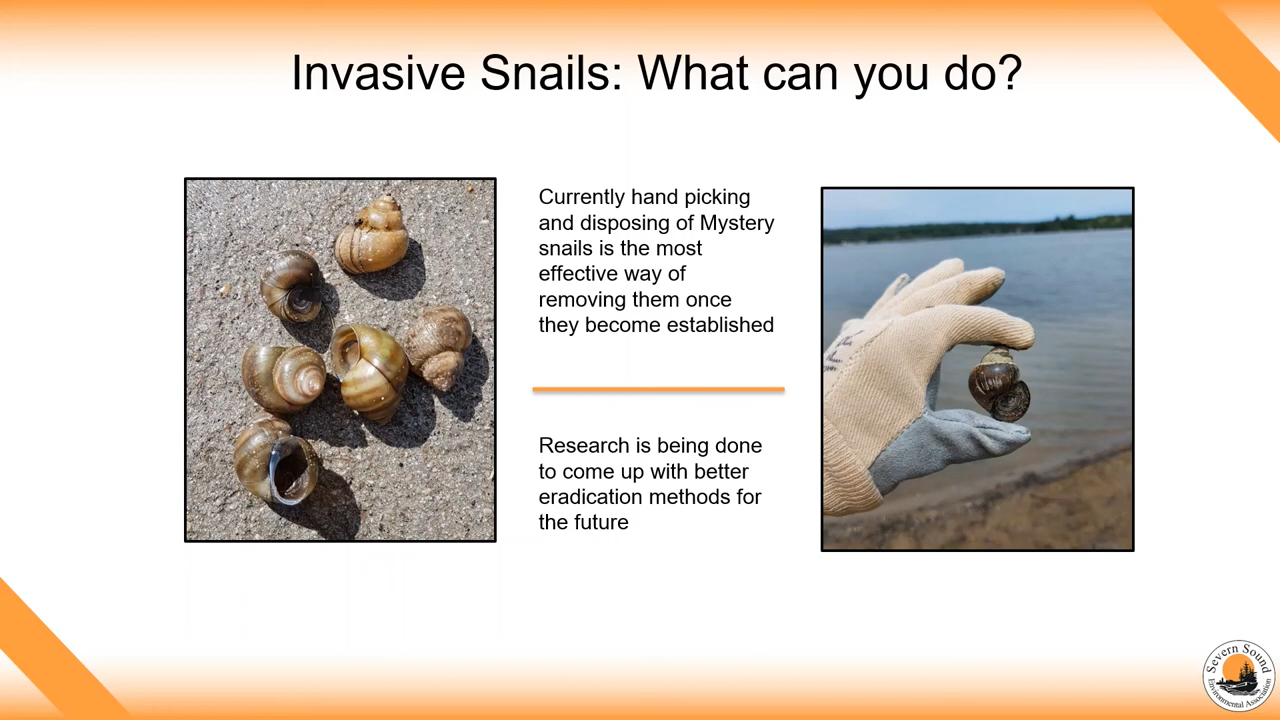 Invasive Snails: What can you do?
Currently hand picking
and disposing of Mystery
snails is the most
effective way of
removing them once
they become established
Research is being done
to come up with better
eradication methods for
the future
Severn Sound
Environmental Association